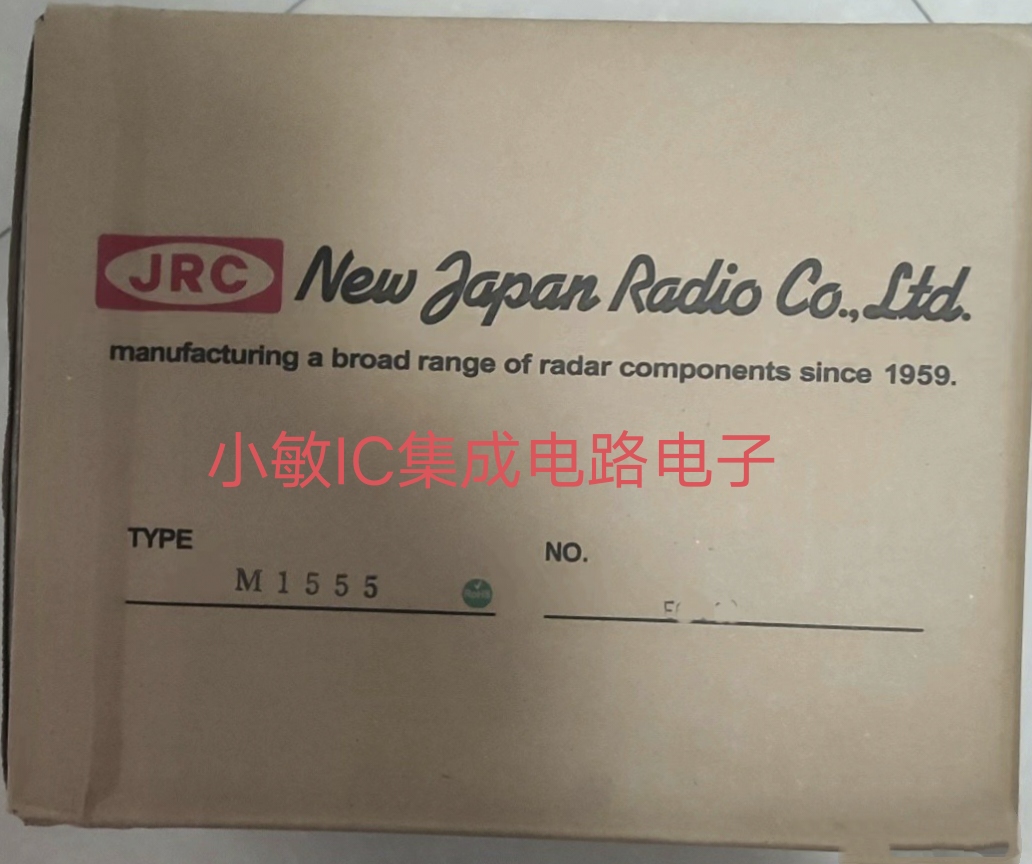 JRC New Japan Radio Co.,Ltd.
manufacturing a broad range of radar components since 1959.
小敏IC集成电路电子
TYPE
NO.
M1555
RoHS